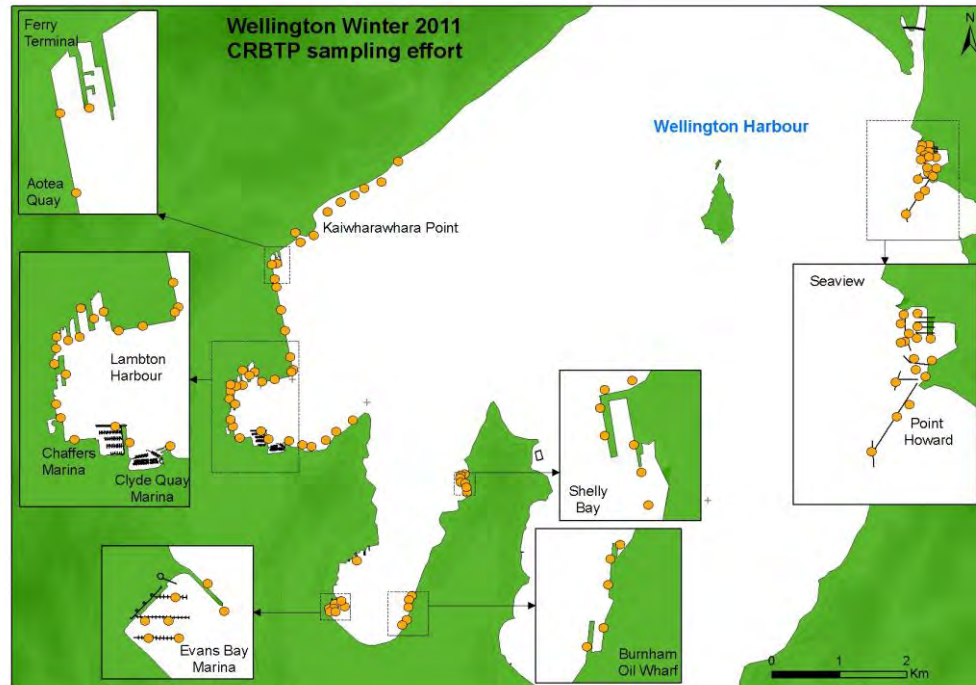 Ferry
Terminal
Aotea
Quay
Wellington Winter 2011
CRBTP sampling effort
N
Wellington Harbour
Kaiwharawhara Point
Lambton
Harbour
Chaffers
Marina
Clyde Quay
Marina
Seaview
Point
Howard
Shelly
Bay
Evans Bay
Marina
Burnham
Oil Wharf
0 1 2
Km